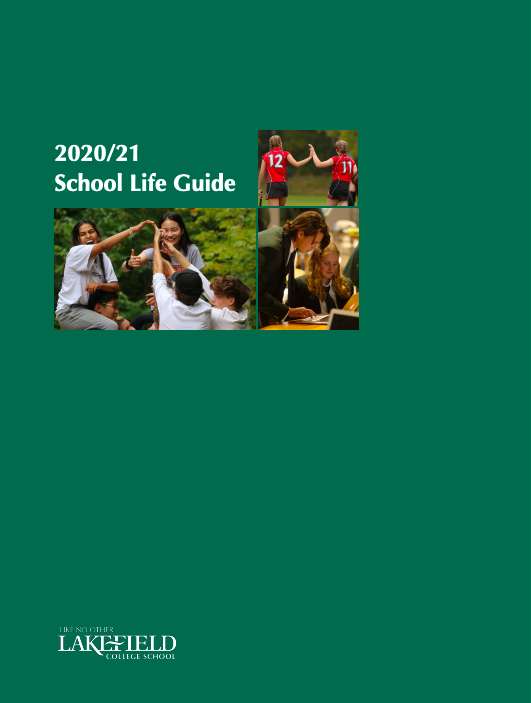 2020/21
School Life Guide
12
11
LIKE NO OTHER
LAKEFIELD
COLLEGE SCHOOL